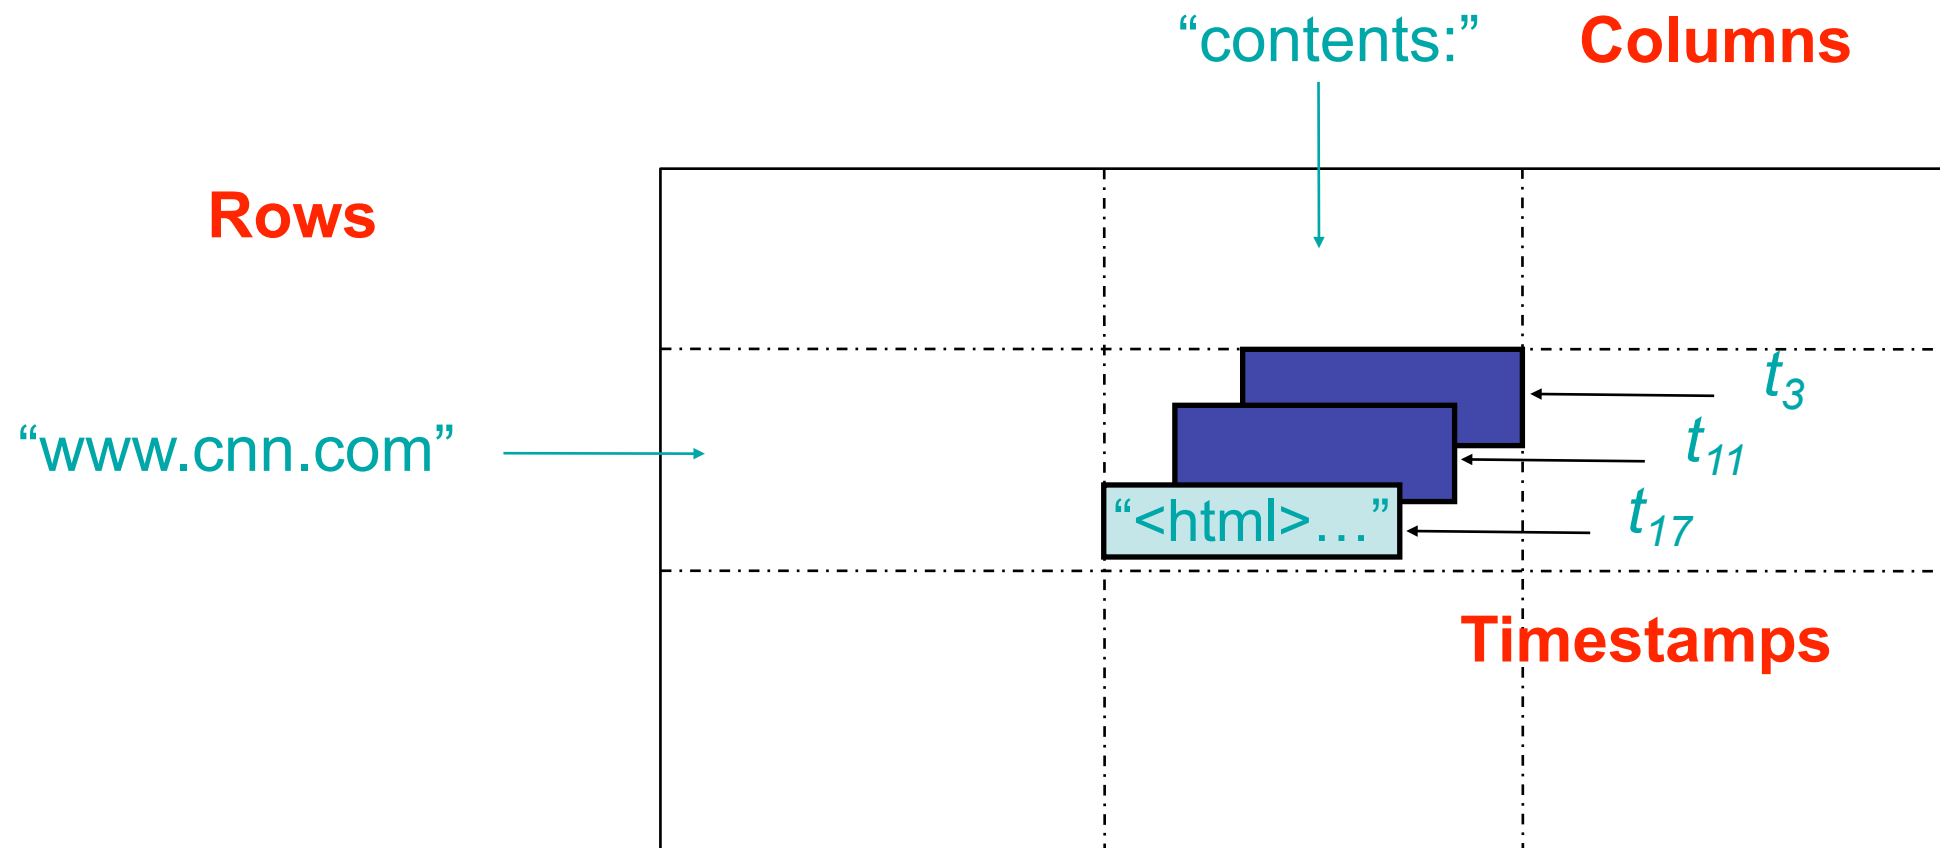 “contents:”
Columns
Rows
t3
“www.cnn.com”
t11
“<html>…”
t17
Timestamps